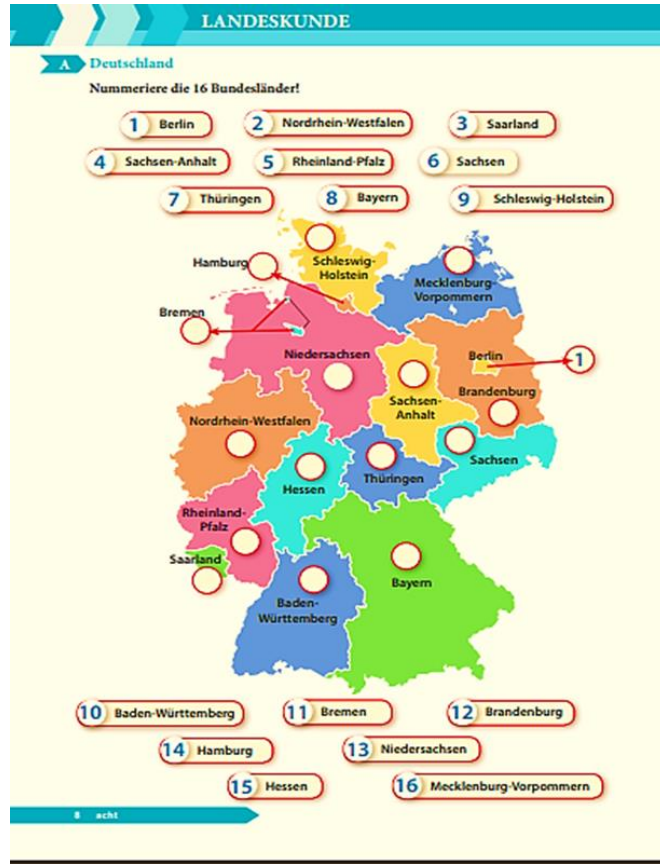 LANDESKUNDE
A Deutschland
Nummeriere die 16 Bundesländer!
1 Berlin 2 Nordrhein-Westfalen 3 Saarland
4 Sachsen-Anhalt 5 Rheinland-Pfalz 6 Sachsen
7 Thüringen 8 Bayern 9 Schleswig-Holstein
Hamburg
Schleswig-
Holstein
Mecklenburg-
Vorpommern
Bremen
Niedersachsen
Berlin 1
Brandenburg
Sachsen-
Anhalt
Nordrhein-Westfalen
Sachsen
Thüringen
Hessen
Rheinland-
Pfalz
Saarland
Bayern
Baden-
Württemberg
10 Baden-Württemberg 11 Bremen 12 Brandenburg
14 Hamburg 13 Niedersachsen
15 Hessen 16 Mecklenburg-Vorpommern
8 acht